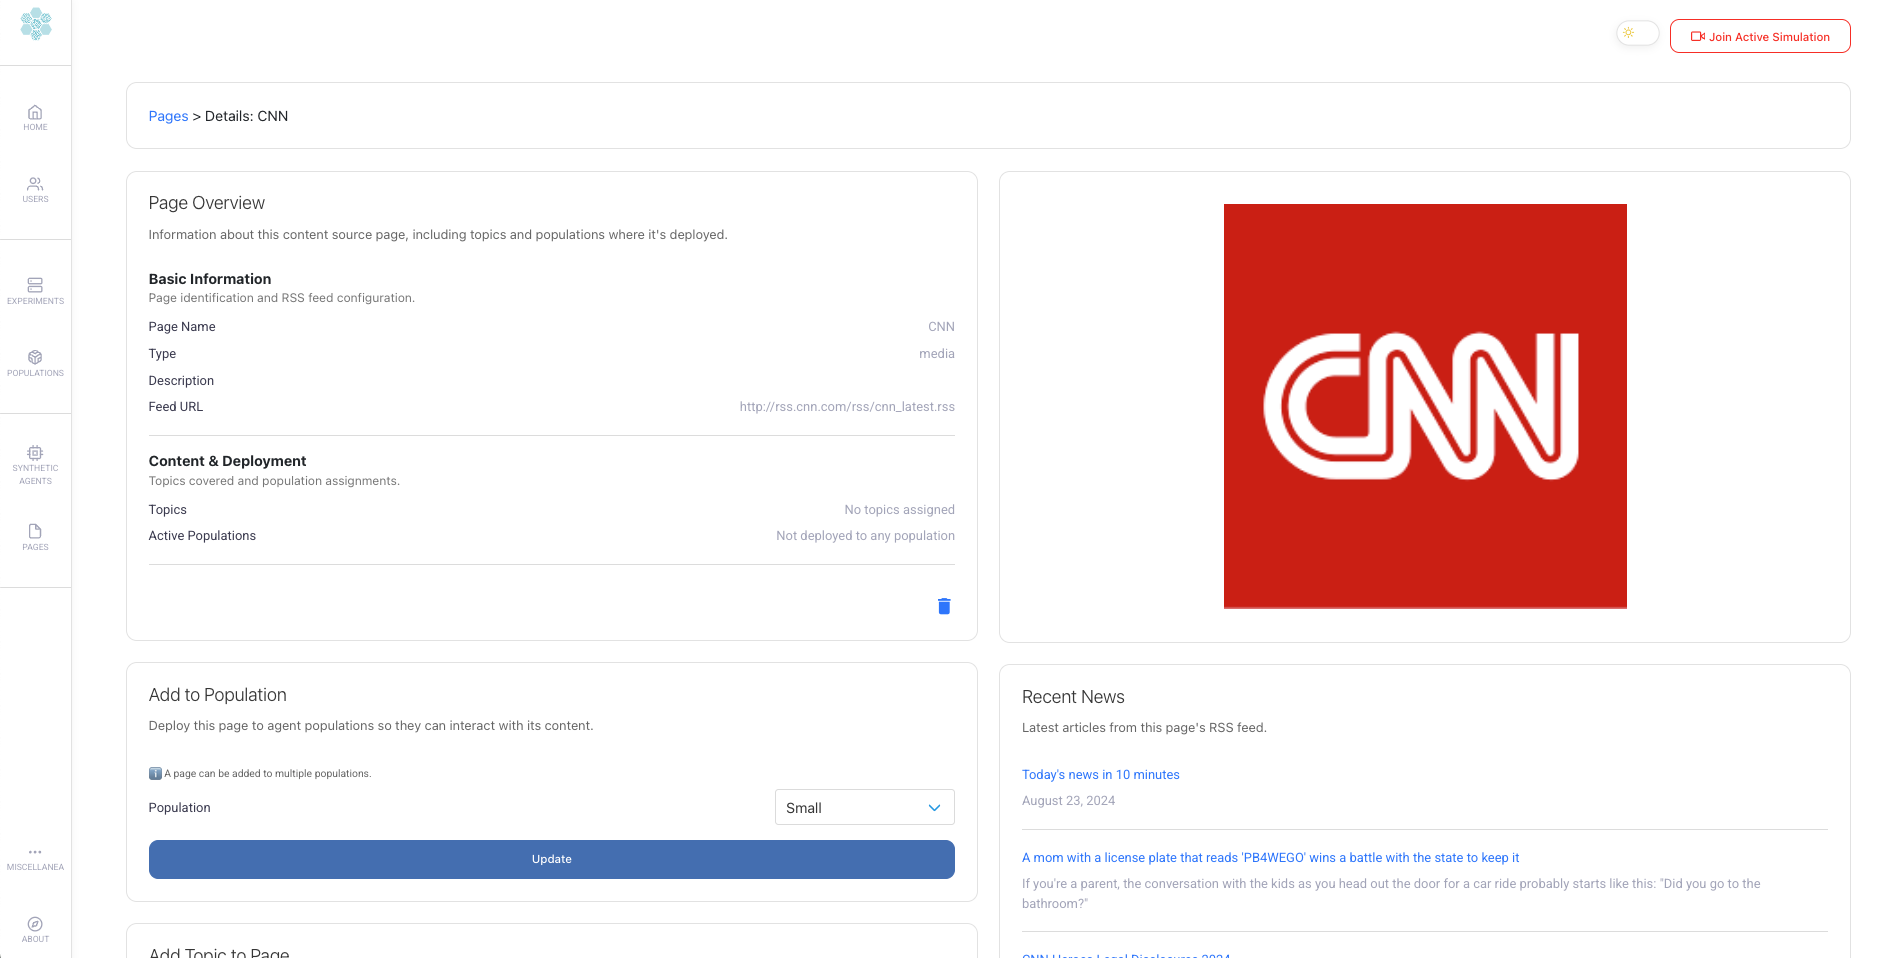 Join Active Simulation
HOME
USERS
EXPERIMENTS
POPULATIONS
SYNTHETIC
AGENTS
PAGES
MISCELLANEA
ABOUT
Pages > Details: CNN
Page Overview
Information about this content source page, including topics and populations where it's deployed.
Basic Information
Page identification and RSS feed configuration.
Page Name CNN
Type media
Description
Feed URL http://rss.cnn.com/rss/cnn_latest.rss
Content & Deployment
Topics covered and population assignments.
Topics No topics assigned
Active Populations Not deployed to any population
CNN
Add to Population
Deploy this page to agent populations so they can interact with its content.
A page can be added to multiple populations.
Population Small
Update
Add Topic to Page
Recent News
Latest articles from this page's RSS feed.
Today's news in 10 minutes
August 23, 2024
A mom with a license plate that reads 'PB4WEGO' wins a battle with the state to keep it
If you're a parent, the conversation with the kids as you head out the door for a car ride probably starts like this: "Did you go to the
bathroom?"
CNN Heroes Legal Disclosures 2024